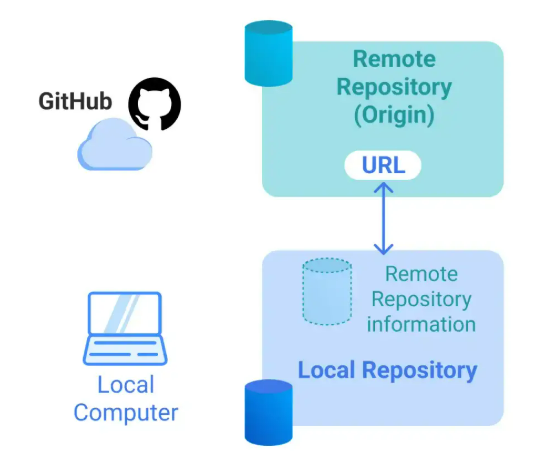 GitHub
Remote
Repository
(Origin)
URL
Remote
Repository
information
Local Repository
Local
Computer